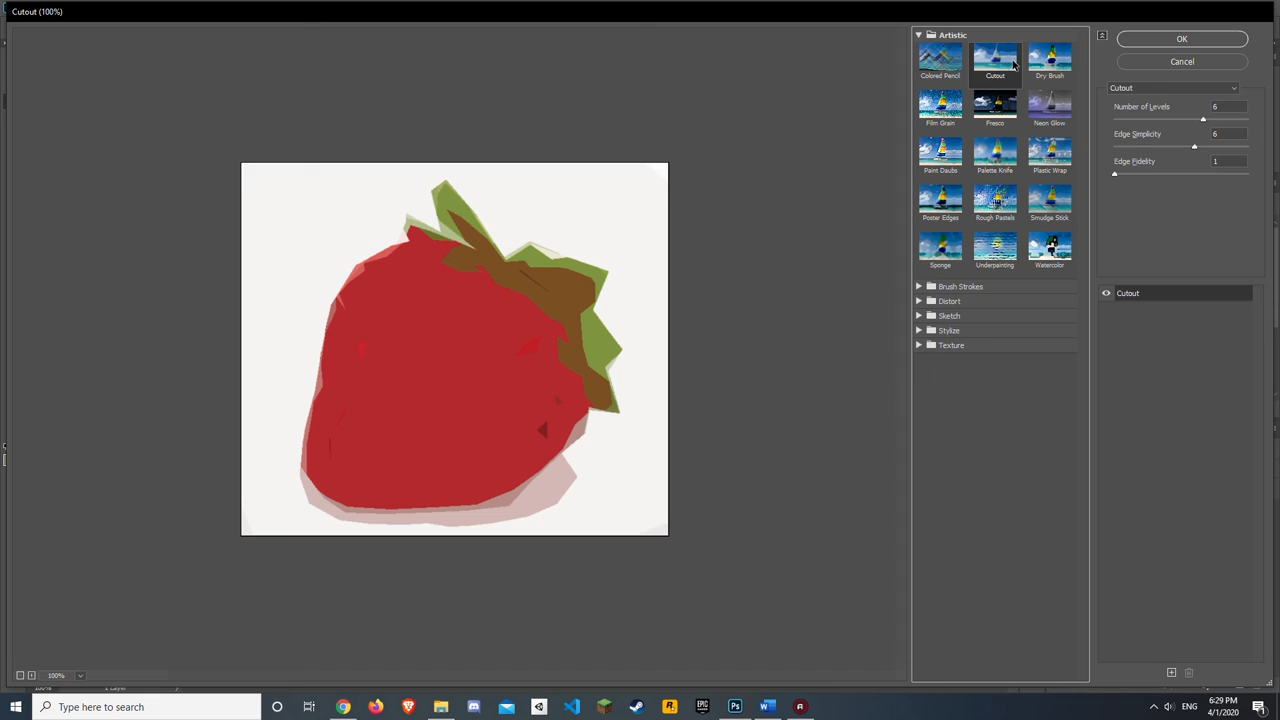 Cutout (100%)
Artistic
OK
Colored Pencil
Cutout
Dry Brush
Cancel
Cutout
Film Grain
Fresco
Neon Glow
Number of Levels 6
Edge Simplicity 6
Paint Daubs
Palette Knife
Plastic Wrap
Edge Fidelity 1
Poster Edges
Rough Pastels
Smudge Stick
Sponge
Underpainting
Watercolor
Brush Strokes
Distort
Sketch
Stylize
Texture
Cutout
100%
Type here to search
EPIC
Ps
W
ENG
6:29 PM
4/1/2020